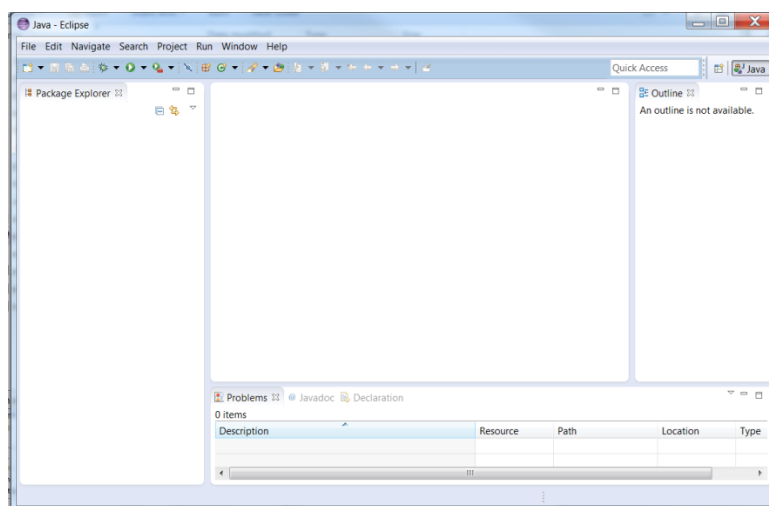 Java - Eclipse
File Edit Navigate Search Project Run Window Help
Quick Access
Java
Package Explorer
Outline
An outline is not available.
Problems Javadoc Declaration
0 items
Description Resource Path Location Type